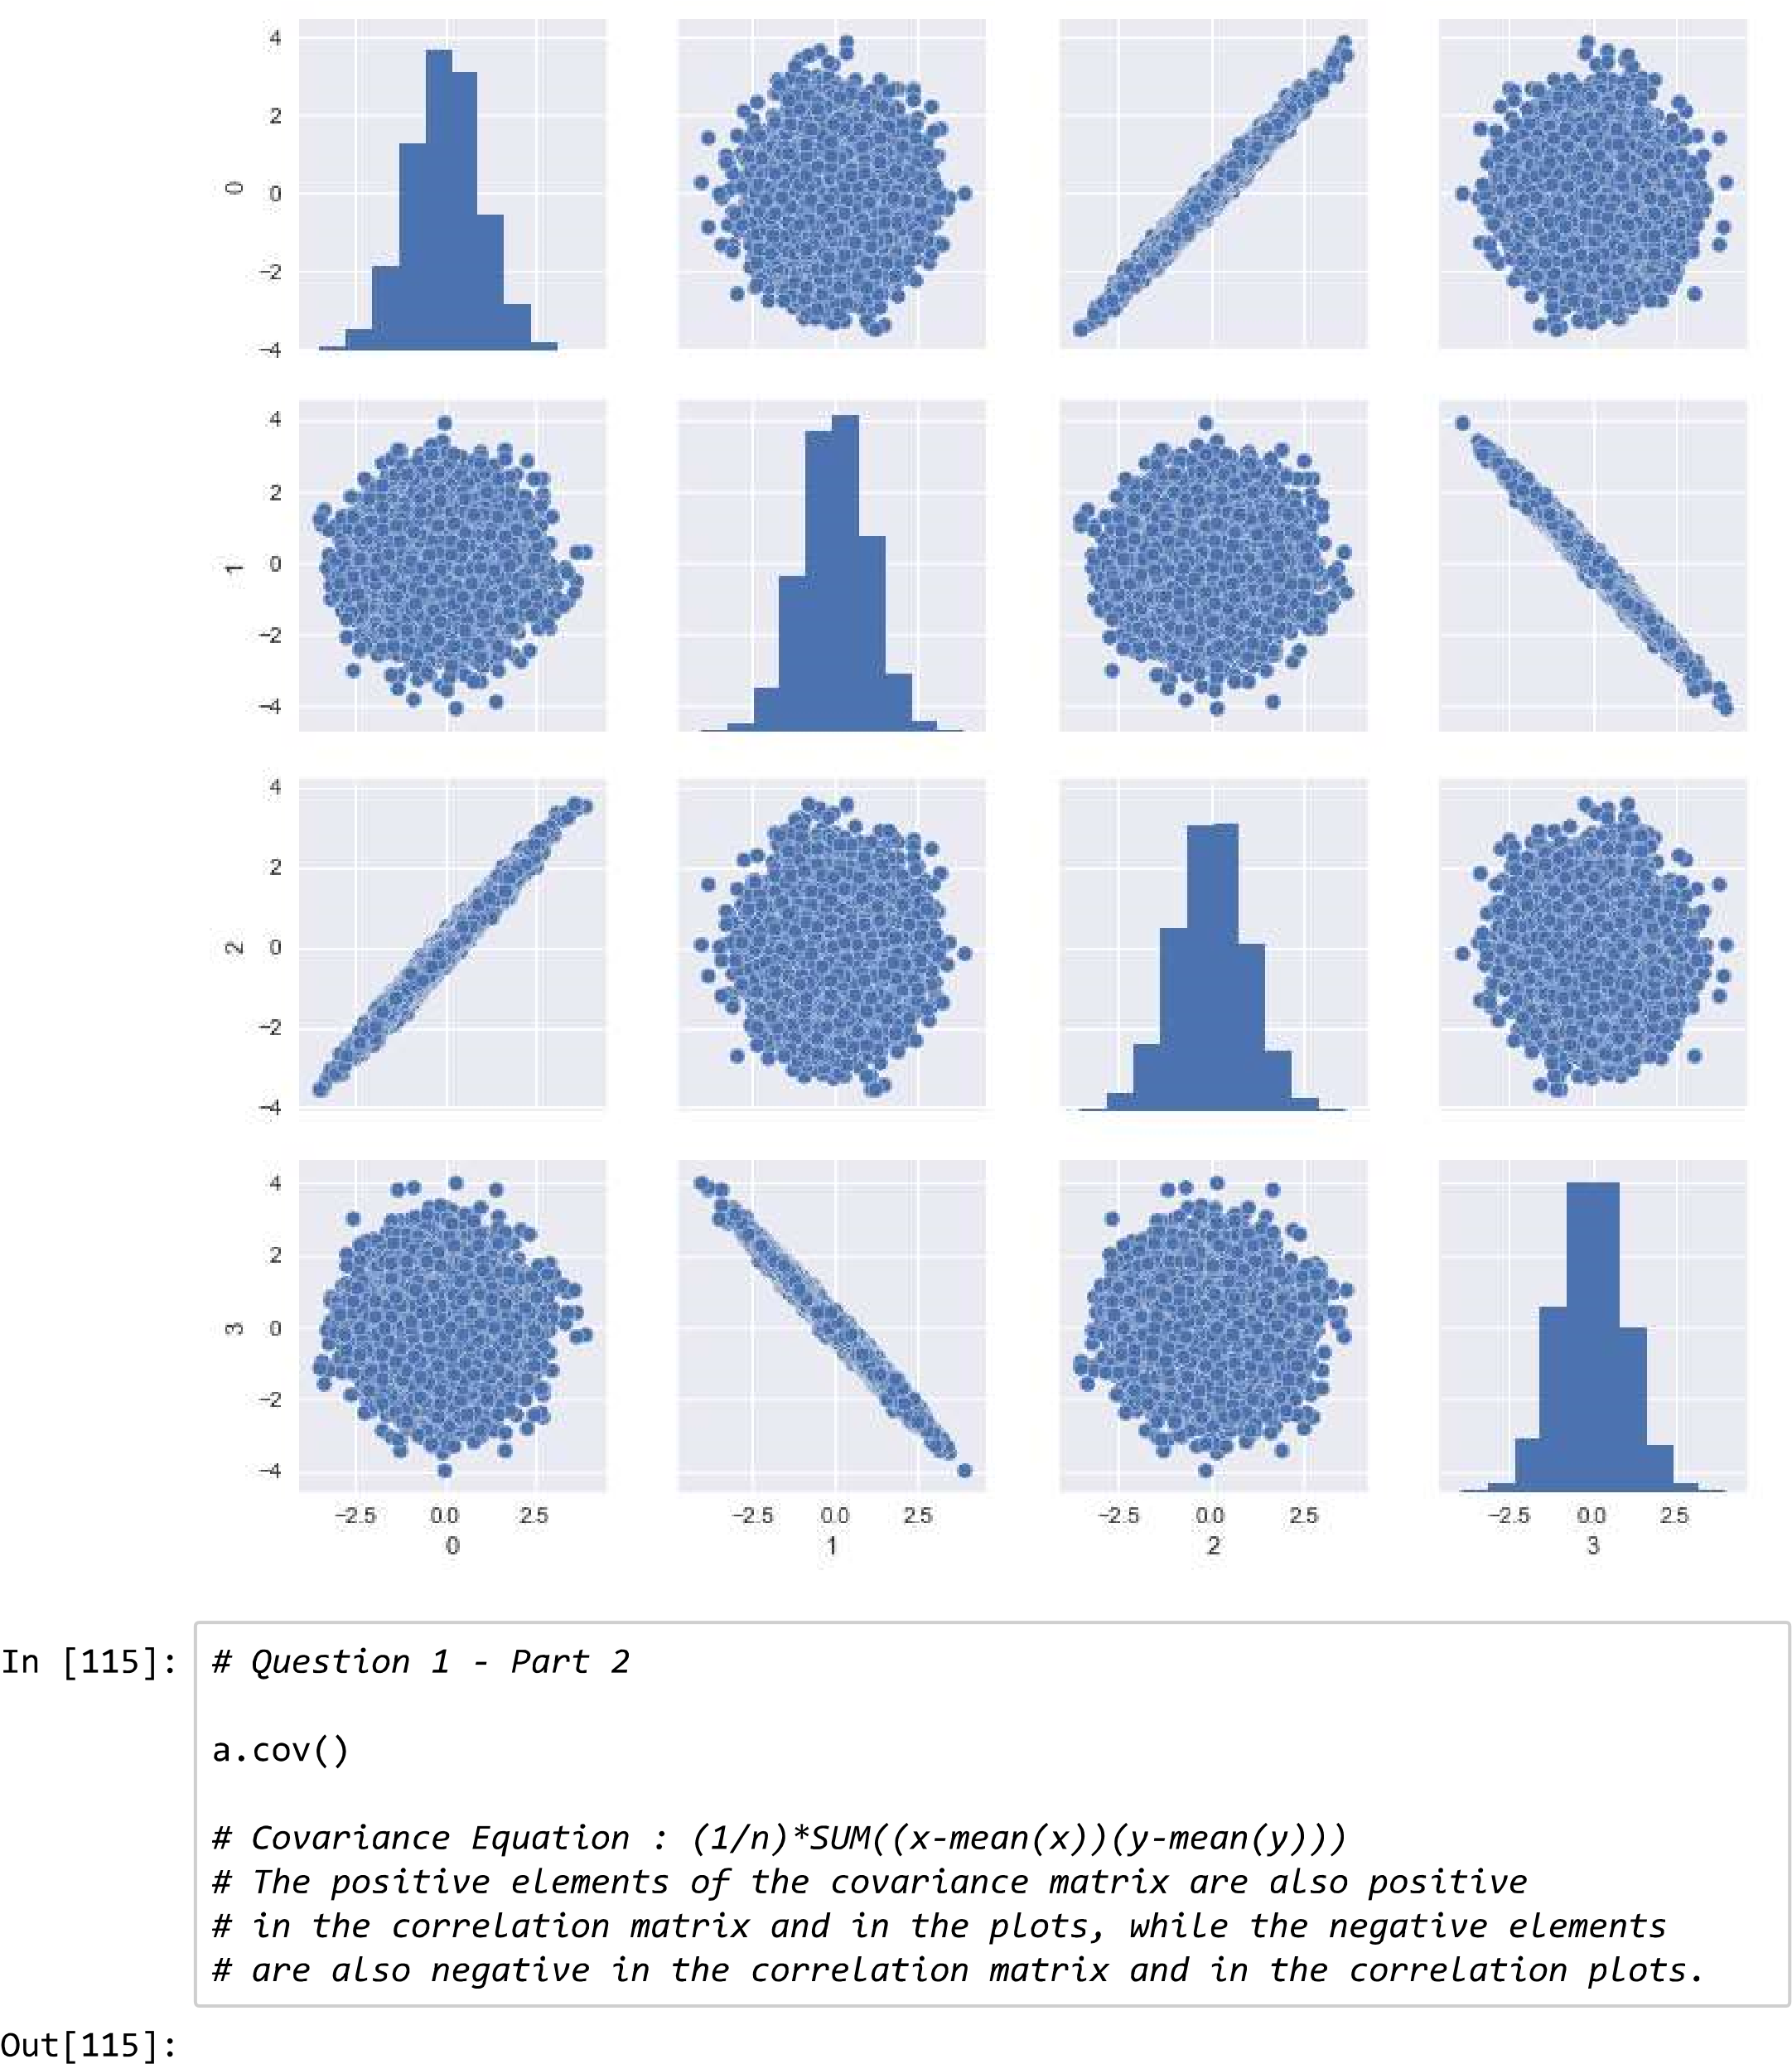 4
2
0
−2
−4
0
4
2
0
−2
−4
1
4
2
0
−2
−4
2
4
2
0
−2
−4
3
−2.5 0.0 2.5 −2.5 0.0 2.5 −2.5 0.0 2.5 −2.5 0.0 2.5
0 1 2 3
In [115]:
# Question 1 - Part 2
a.cov()
# Covariance Equation : (1/n)*SUM((x-mean(x))(y-mean(y)))
# The positive elements of the covariance matrix are also positive
# in the correlation matrix and in the plots, while the negative elements
# are also negative in the correlation matrix and in the correlation plots.
Out[115]: